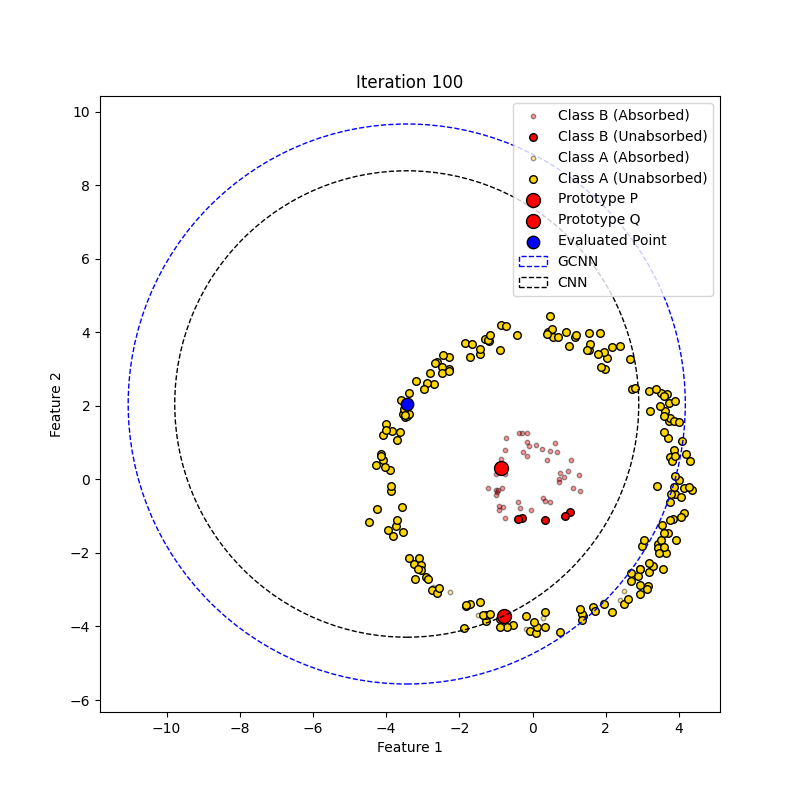 Iteration 100
Class B (Absorbed)
Class B (Unabsorbed)
Class A (Absorbed)
Class A (Unabsorbed)
Prototype P
Prototype Q
Evaluated Point
GCNN
CNN
10
8
6
4
2
0
−2
−4
−6
Feature 2
−10 −8 −6 −4 −2 0 2 4
Feature 1